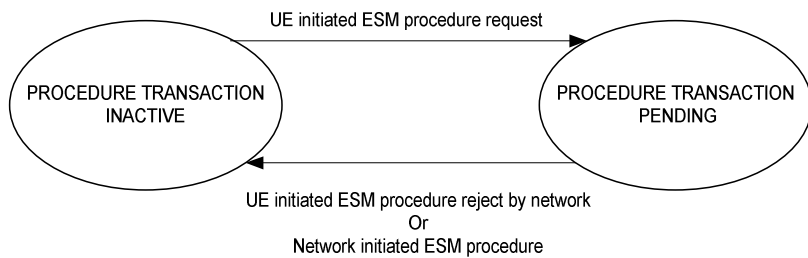 UE initiated ESM procedure request
PROCEDURE TRANSACTION
INACTIVE
PROCEDURE TRANSACTION
PENDING
UE initiated ESM procedure reject by network
Or
Network initiated ESM procedure